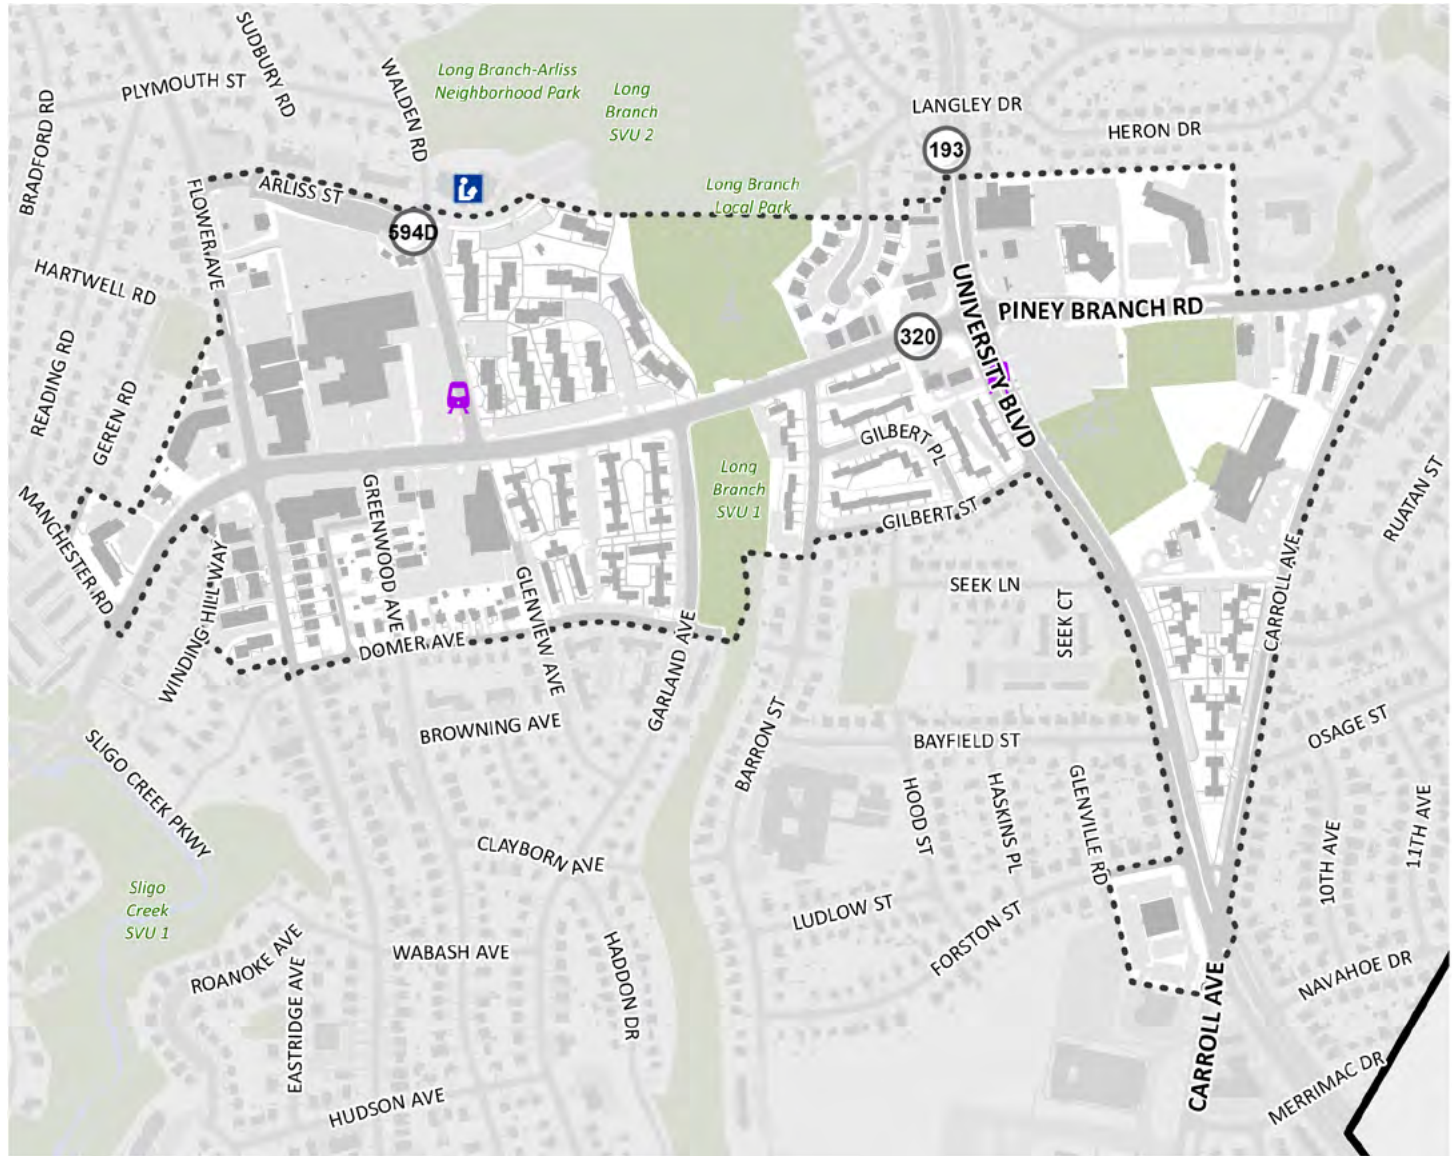 SUDBURY RD
PLYMOUTH ST
WALDEN RD
Long Branch-Arliss
Neighborhood Park
Long
Branch
SVU 2
LANGLEY DR
HERON DR
BRADFORD RD
193
ARLISS ST
FLOWER AVE
Long Branch
Local Park
594D
HARTWELL RD
UNIVERSITY BLVD
PINEY BRANCH RD
320
READING RD
GEREN RD
GILBERT PL
Long
Branch
SVU 1
GILBERT ST
RUATAN ST
MANCHESTER RD
GREENWOOD AVE
WINDING HILL WAY
GLENVIEW AVE
SEEK LN
SEEK CT
CARROLL AVE
DOMER AVE
GARLAND AVE
BROWNING AVE
BARRON ST
BAYFIELD ST
OSAGE ST
SLIGO CREEK PKWY
HOOD ST
HASKINS PL
GLENVILLE RD
10TH AVE
11TH AVE
CLAYBORN AVE
Sligo
Creek
SVU 1
LUDLOW ST
FORSTON ST
ROANOKE AVE
WABASH AVE
HADDON DR
EASTRIDGE AVE
NAVAHOE DR
CARROLL AVE
HUDSON AVE
MERRIMAC DR